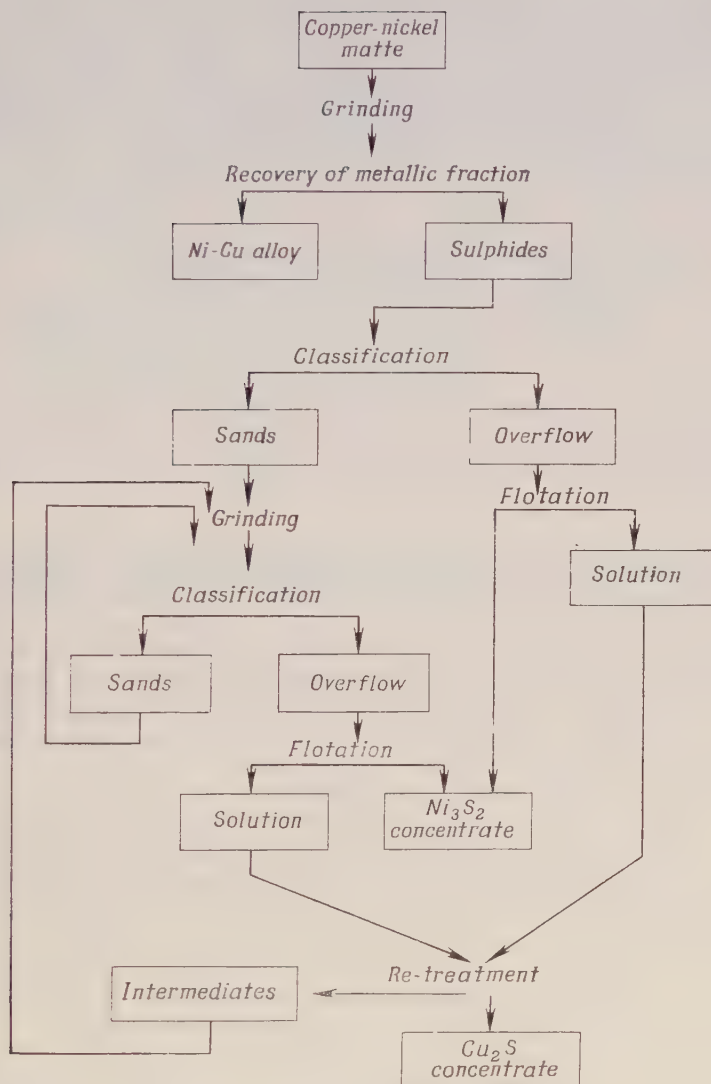 Copper-nickel
matte
Grinding
Recovery of metallic fraction
Ni-Cu alloy
Sulphides
Classification
Sands
Overflow
Flotation
Grinding
Solution
Classification
Sands
Overflow
Flotation
Solution
Ni₃S₂
concentrate
Re-treatment
Intermediates
Cu₂S
concentrate